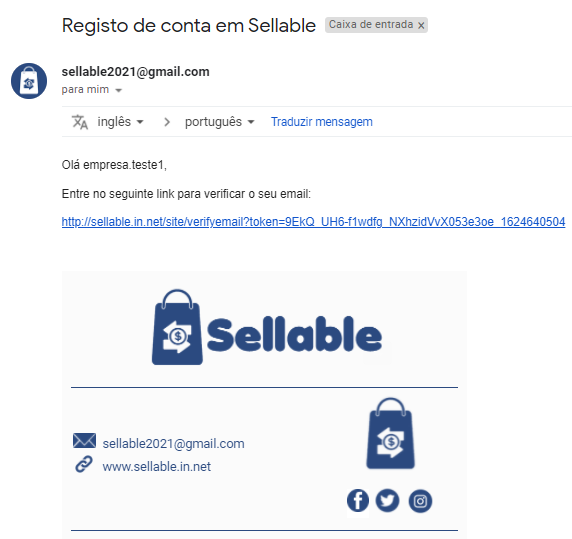 Registo de conta em Sellable Caixa de entrada x
sellable2021@gmail.com
para mim
inglês > português Traduzir mensagem
Olá empresa.teste1,
Entre no seguinte link para verificar o seu email:
http://sellable.in.net/site/verifyemail?token=9EkQ_UH6-f1wdfg_NXhzidVvX053e3oe_1624640504
Sellable
sellable2021@gmail.com
www.sellable.in.net